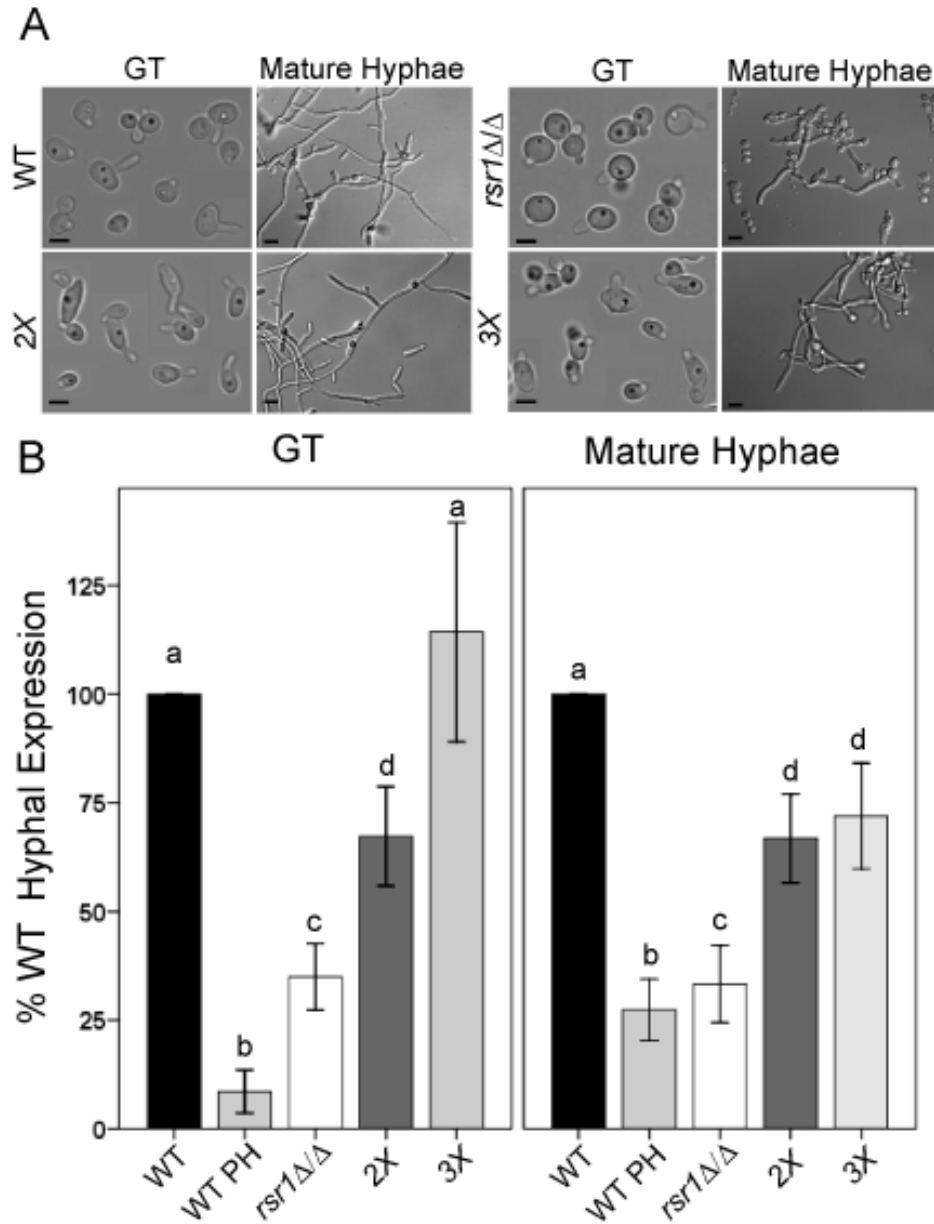 A
GT Mature Hyphae GT Mature Hyphae
WT rsr1Δ/Δ
2X 3X
B GT Mature Hyphae
% WT Hyphal Expression
125
100
75
50
25
0
a b c d a
a b c d d
WT WT PH rsr1Δ/Δ 2X 3X WT WT PH rsr1Δ/Δ 2X 3X